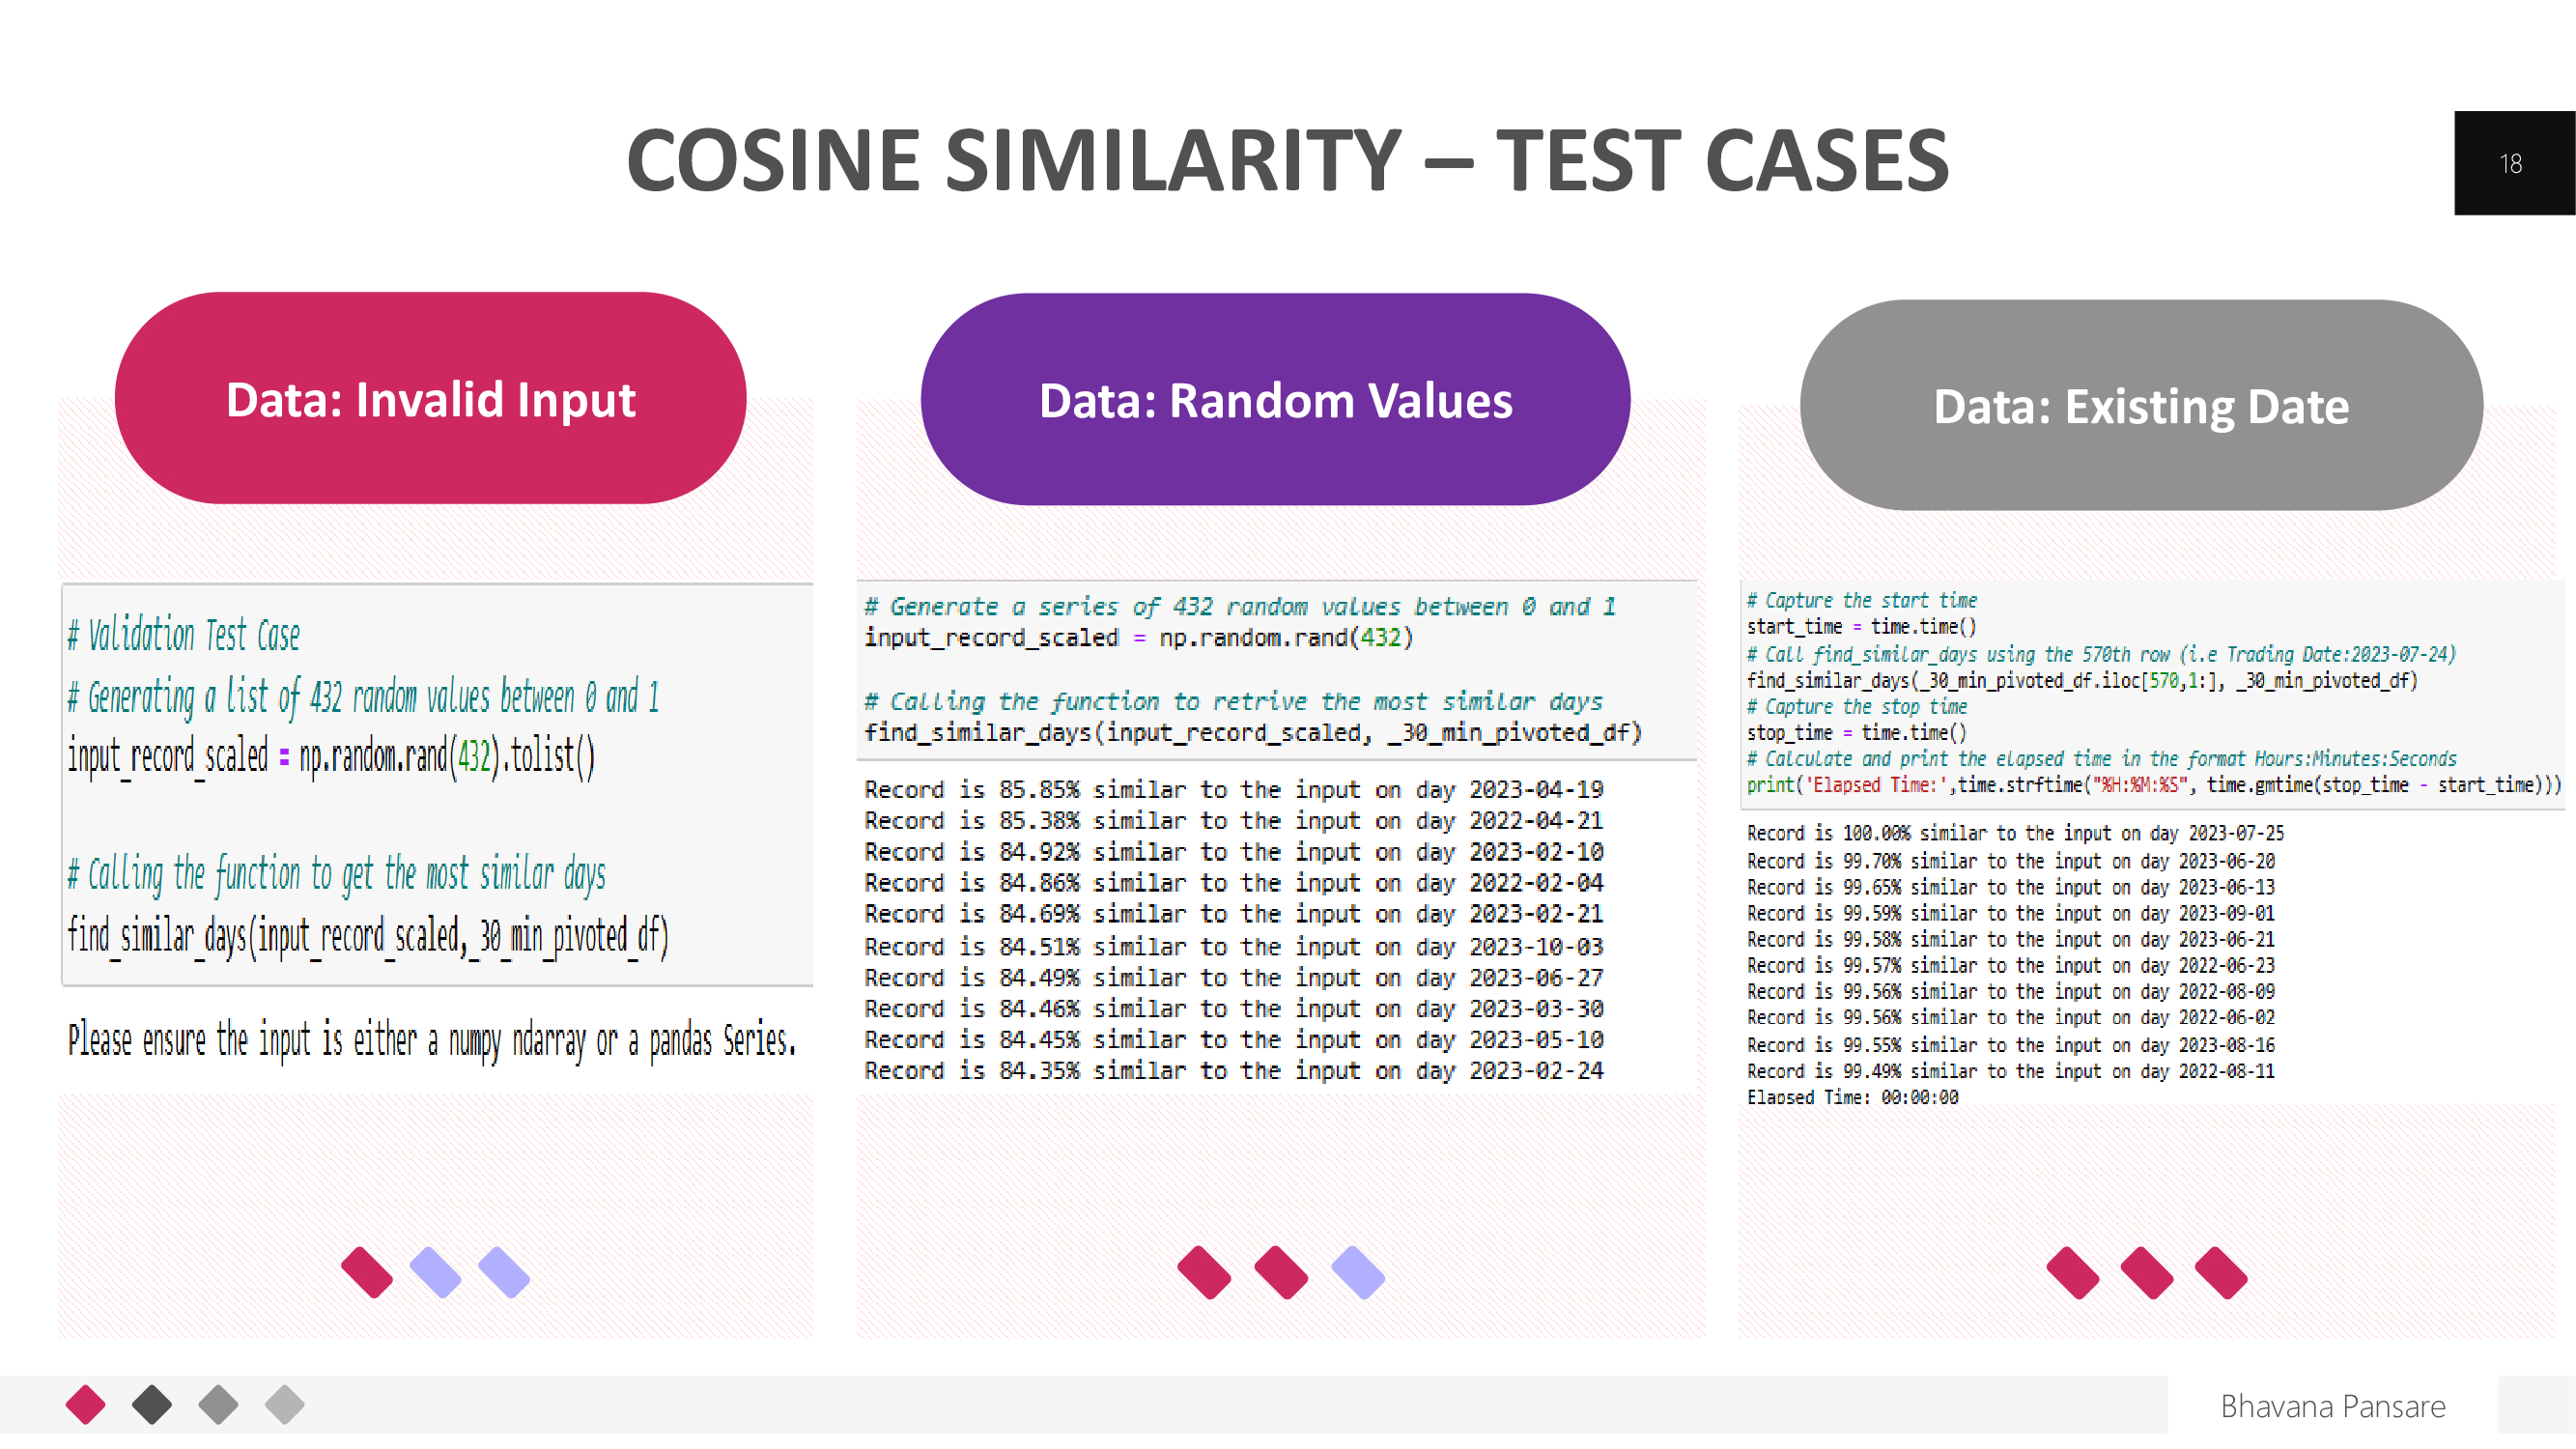 COSINE SIMILARITY – TEST CASES
18
Data: Invalid Input
# Validation Test Case
# Generating a list of 432 random values between 0 and 1
input_record_scaled = np.random.rand(432).tolist()
# Calling the function to get the most similar days
find_similar_days(input_record_scaled,_30_min_pivoted_df)
Please ensure the input is either a numpy ndarray or a pandas Series.
Data: Random Values
# Generate a series of 432 random values between 0 and 1
input_record_scaled = np.random.rand(432)
# Calling the function to retrive the most similar days
find_similar_days(input_record_scaled, _30_min_pivoted_df)
Record is 85.85% similar to the input on day 2023-04-19
Record is 85.38% similar to the input on day 2022-04-21
Record is 84.92% similar to the input on day 2023-02-10
Record is 84.86% similar to the input on day 2022-02-04
Record is 84.69% similar to the input on day 2023-02-21
Record is 84.51% similar to the input on day 2023-10-03
Record is 84.49% similar to the input on day 2023-06-27
Record is 84.46% similar to the input on day 2023-03-30
Record is 84.45% similar to the input on day 2023-05-10
Record is 84.35% similar to the input on day 2023-02-24
Data: Existing Date
# Capture the start time
start_time = time.time()
# Call find_similar_days using the 570th row (i.e Trading Date:2023-07-24)
find_similar_days(_30_min_pivoted_df.iloc[570,1:], _30_min_pivoted_df)
# Capture the stop time
stop_time = time.time()
# Calculate and print the elapsed time in the format Hours:Minutes:Seconds
print('Elapsed Time:',time.strftime("%H:%M:%S", time.gmtime(stop_time - start_time)))
Record is 100.00% similar to the input on day 2023-07-25
Record is 99.70% similar to the input on day 2023-06-20
Record is 99.65% similar to the input on day 2023-06-13
Record is 99.59% similar to the input on day 2023-09-01
Record is 99.58% similar to the input on day 2023-06-21
Record is 99.57% similar to the input on day 2022-06-23
Record is 99.56% similar to the input on day 2022-08-09
Record is 99.56% similar to the input on day 2022-06-02
Record is 99.55% similar to the input on day 2023-08-16
Record is 99.49% similar to the input on day 2022-08-11
Elapsed Time: 00:00:00
Bhavana Pansare